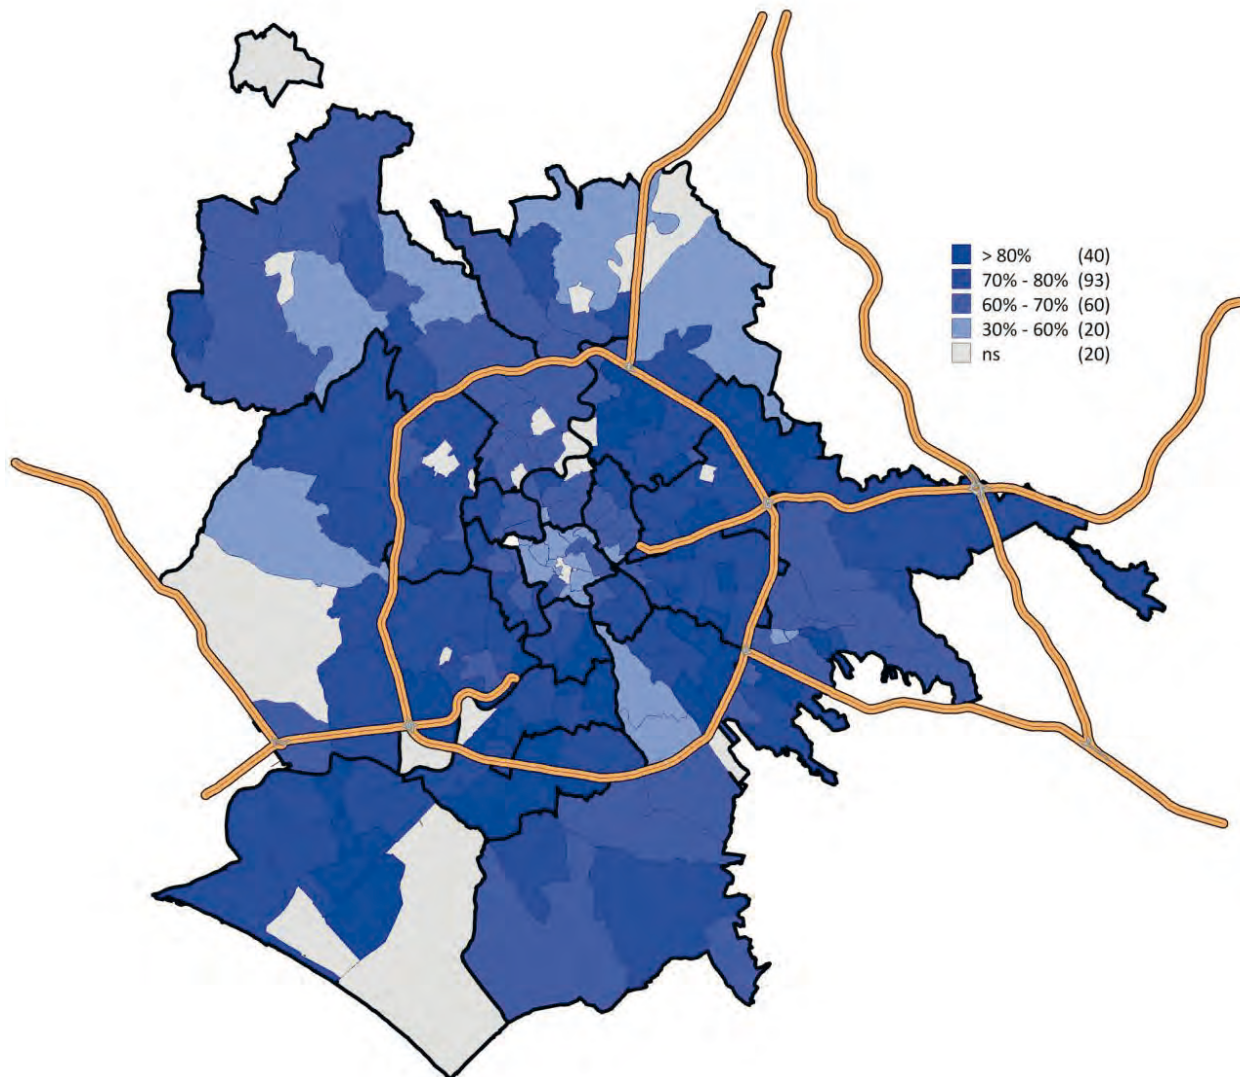 > 80% (40)
70% - 80% (93)
60% - 70% (60)
30% - 60% (20)
ns (20)